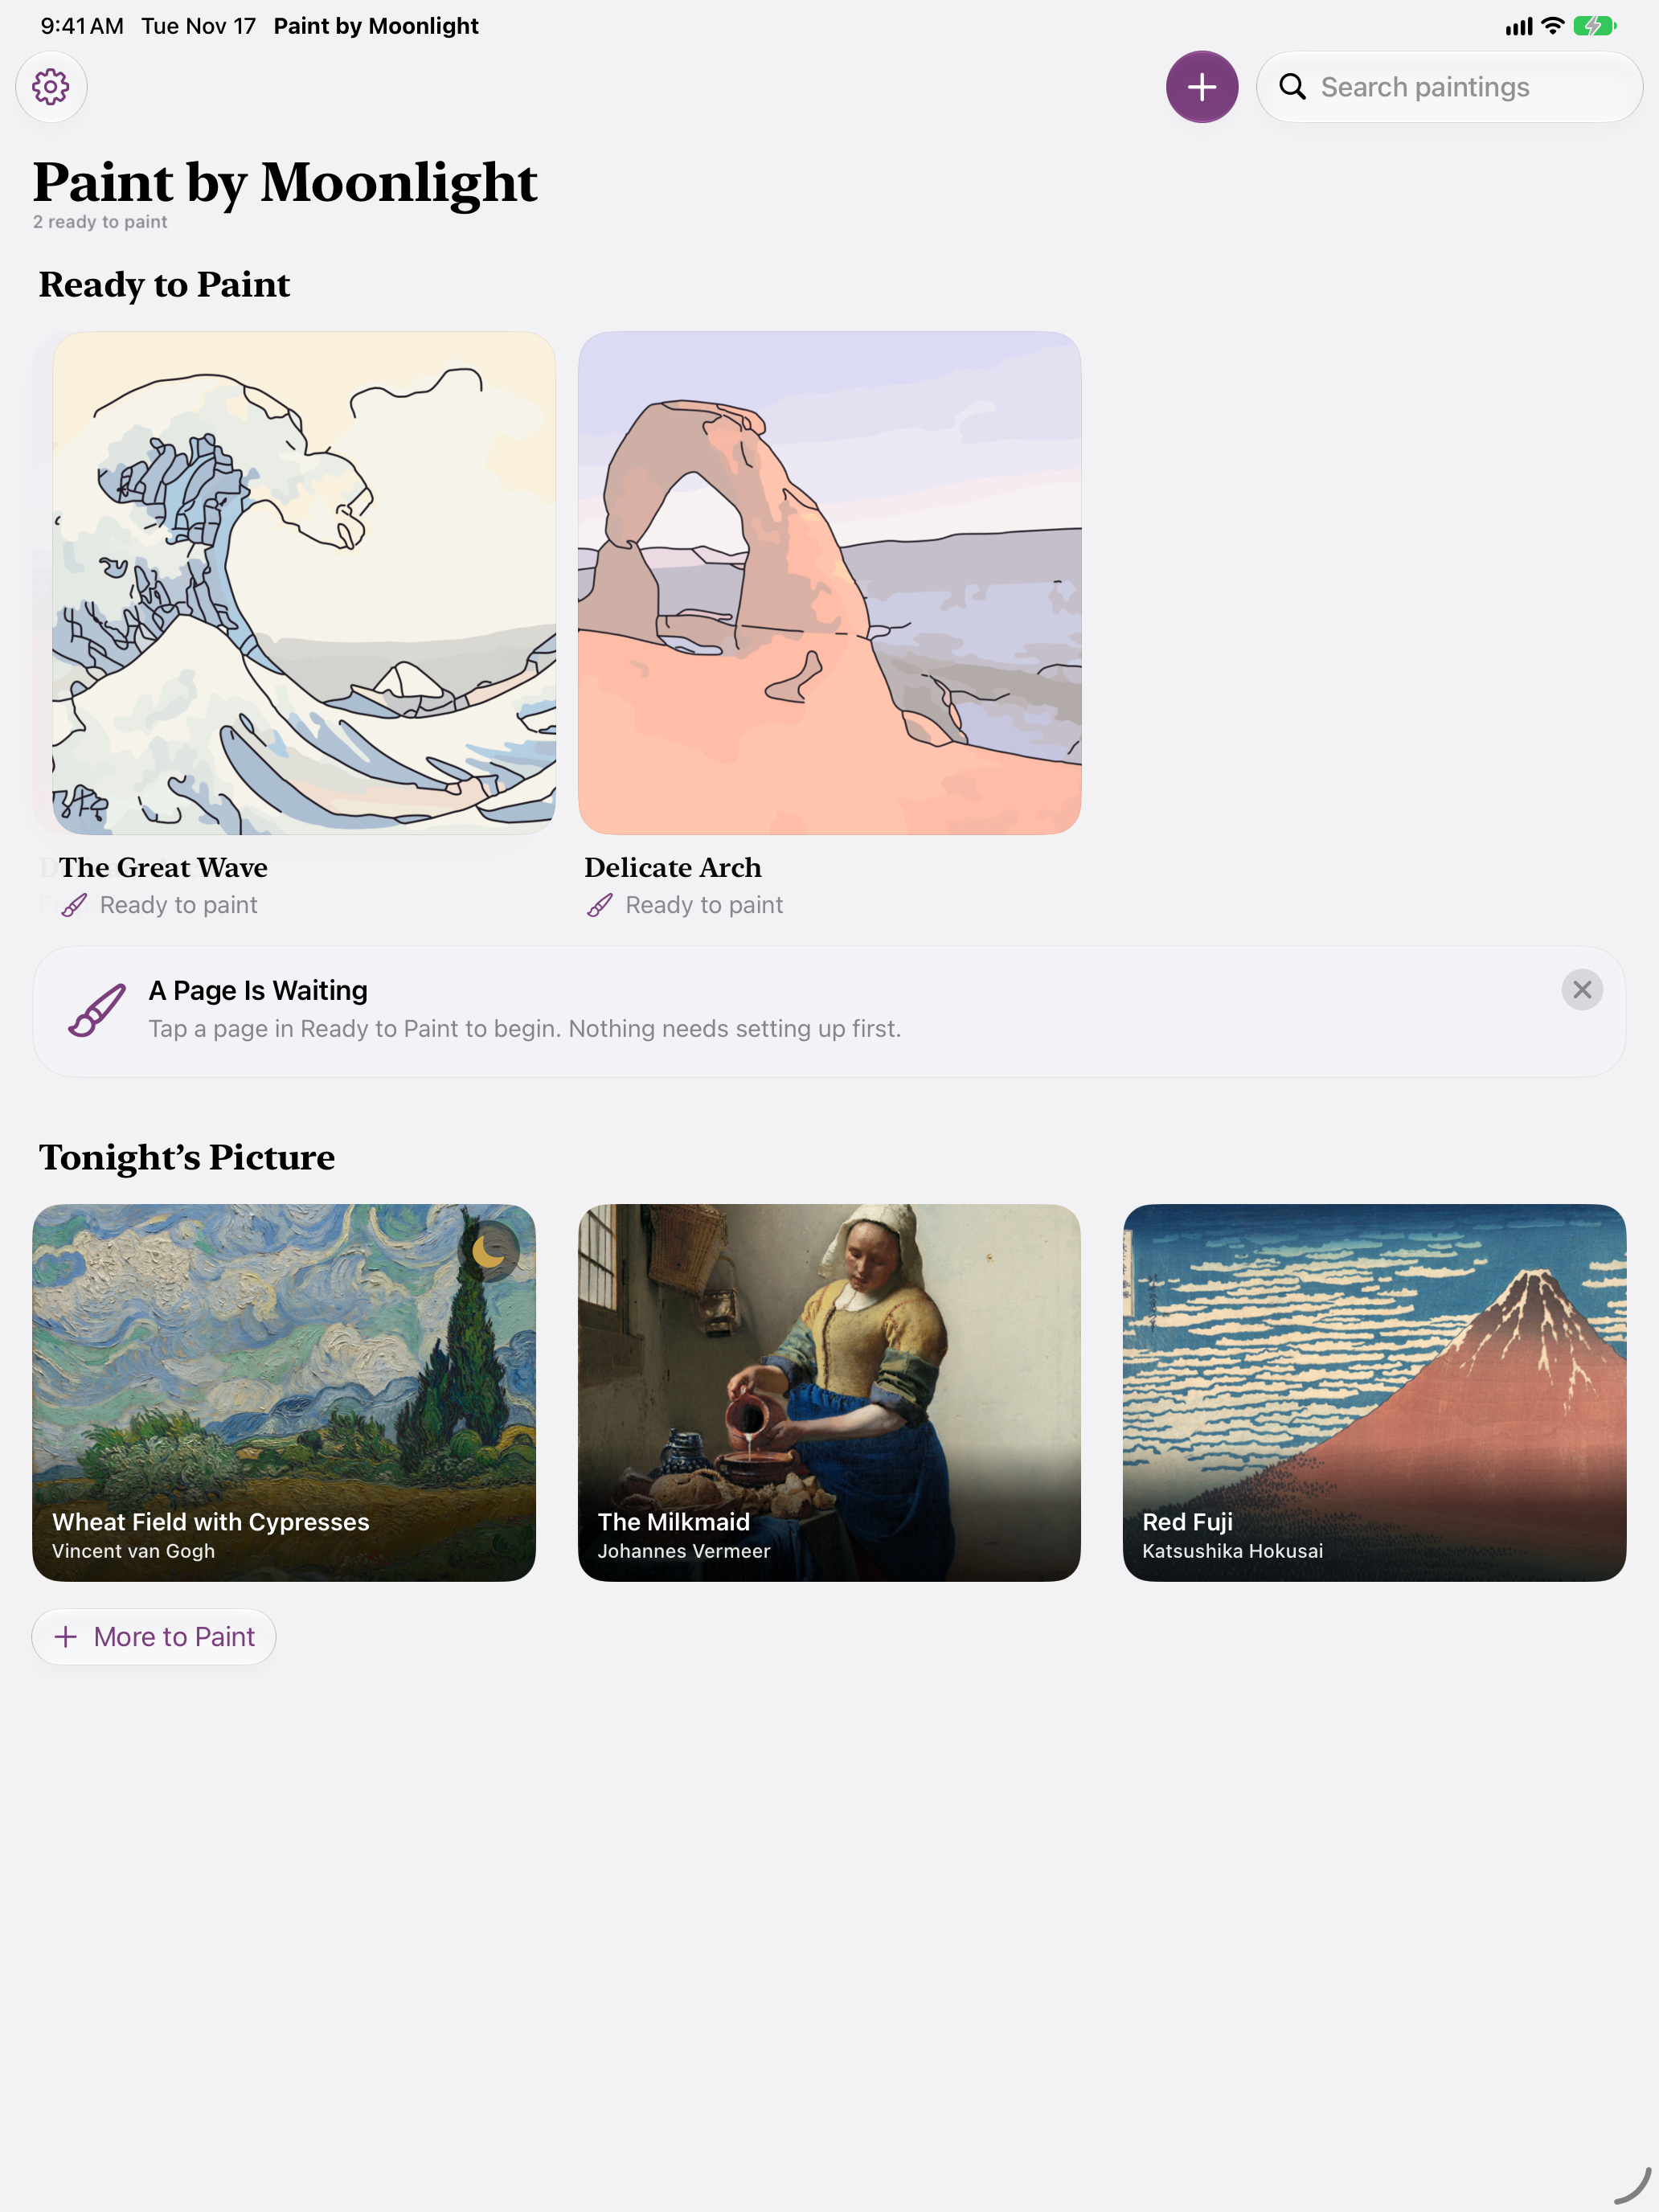 9:41 AM Tue Nov 17 Paint by Moonlight
Search paintings
Paint by Moonlight
2 ready to paint
Ready to Paint
The Great Wave
Ready to paint
Delicate Arch
Ready to paint
A Page Is Waiting
Tap a page in Ready to Paint to begin. Nothing needs setting up first.
Tonight’s Picture
Wheat Field with Cypresses
Vincent van Gogh
The Milkmaid
Johannes Vermeer
Red Fuji
Katsushika Hokusai
More to Paint